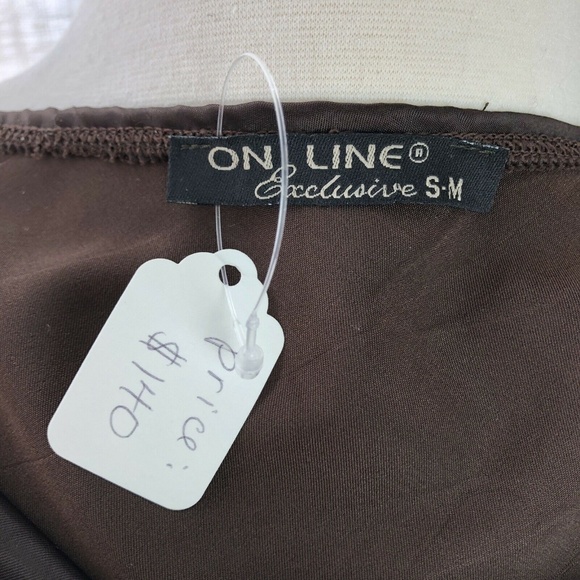 ON LINE®
Exclusive S-M
price:
$140